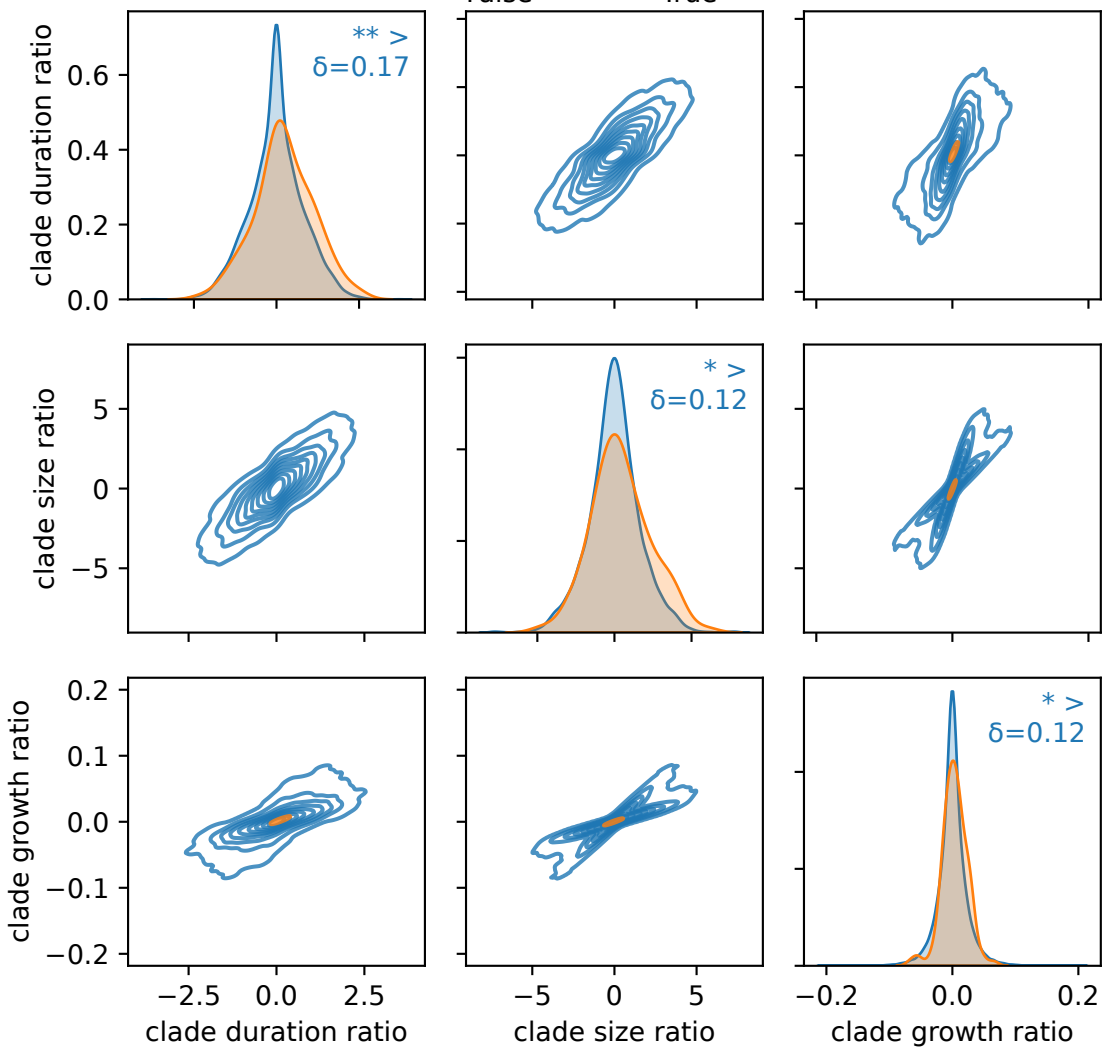 clade duration ratio
0.6
0.4
0.2
0.0
** >
δ=0.17
clade size ratio
5
0
−5
* >
δ=0.12
clade growth ratio
0.2
0.1
0.0
−0.1
−0.2
* >
δ=0.12
−2.5 0.0 2.5
−5 0 5
−0.2 0.0 0.2
clade duration ratio
clade size ratio
clade growth ratio